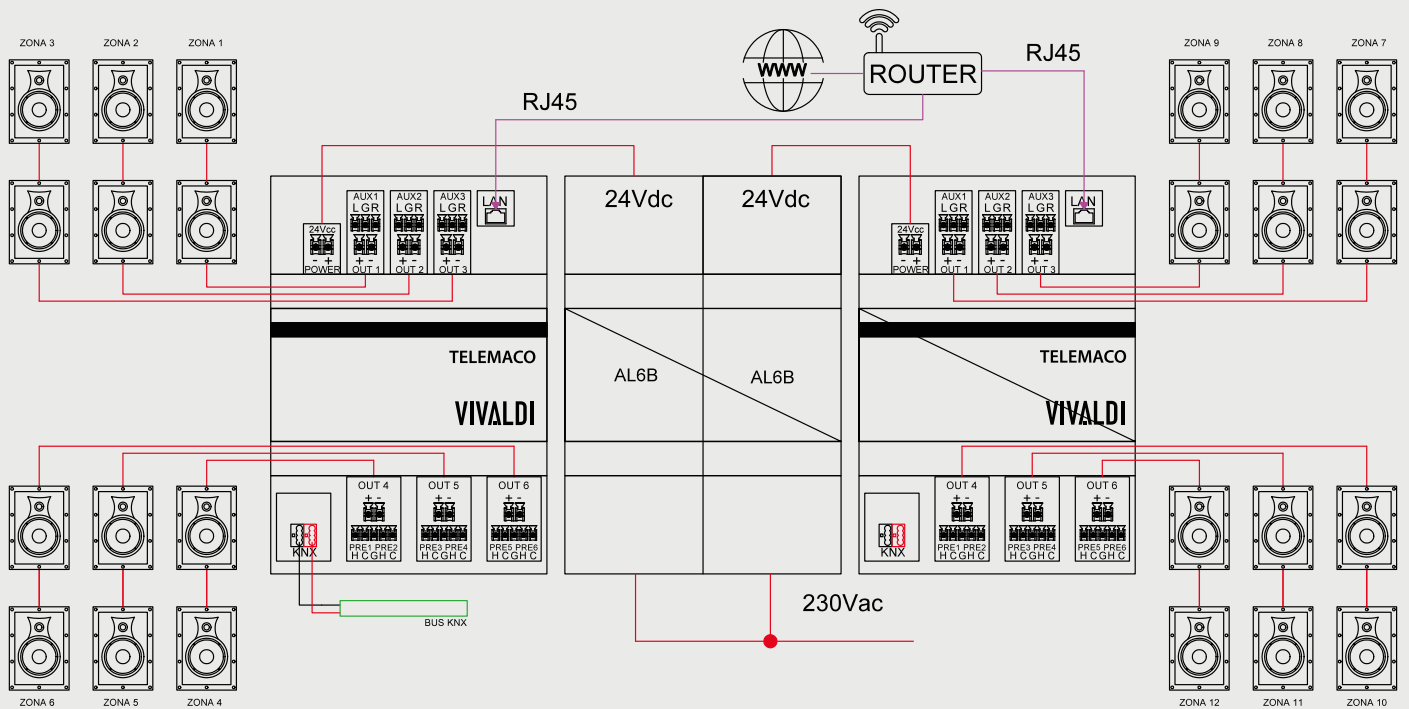 ZONA 3 ZONA 2 ZONA 1
ZONA 9 ZONA 8 ZONA 7
WWW
ROUTER
RJ45
RJ45
AUX1 AUX2 AUX3
L G R L G R L G R
LAN
24Vcc
- + + - + - + -
POWER OUT 1 OUT 2 OUT 3
24Vdc 24Vdc
AUX1 AUX2 AUX3
L G R L G R L G R
LAN
24Vcc
- + + - + - + -
POWER OUT 1 OUT 2 OUT 3
TELEMACO
VIVALDI
AL6B AL6B
TELEMACO
VIVALDI
OUT 4 OUT 5 OUT 6
+ - + - + -
KNX
PRE1 PRE2 PRE3 PRE4 PRE5 PRE6
H C G H C H C G H C H C G H C
OUT 4 OUT 5 OUT 6
+ - + - + -
KNX
PRE1 PRE2 PRE3 PRE4 PRE5 PRE6
H C G H C H C G H C H C G H C
230Vac
BUS KNX
ZONA 6 ZONA 5 ZONA 4
ZONA 12 ZONA 11 ZONA 10